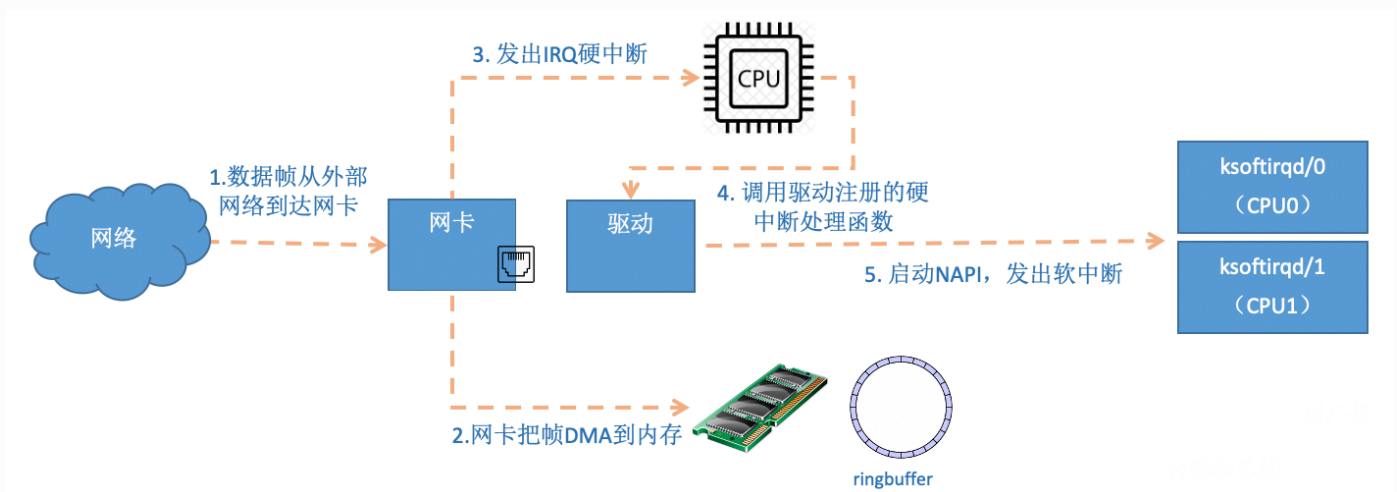 3. 发出IRQ硬中断
CPU
1.数据帧从外部
网络到达网卡
网络
网卡
驱动
4. 调用驱动注册的硬
中断处理函数
5. 启动NAPI，发出软中断
ksoftirqd/0
（CPU0）
ksoftirqd/1
（CPU1）
2.网卡把帧DMA到内存
ringbuffer